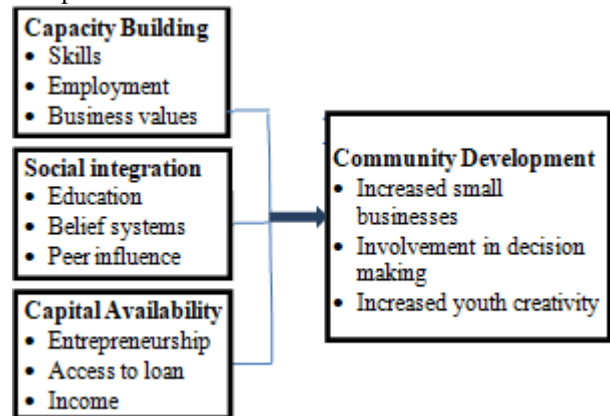 Capacity Building
• Skills
• Employment
• Business values
Social integration
• Education
• Belief systems
• Peer influence
Capital Availability
• Entrepreneurship
• Access to loan
• Income
Community Development
• Increased small
businesses
• Involvement in decision
making
• Increased youth creativity